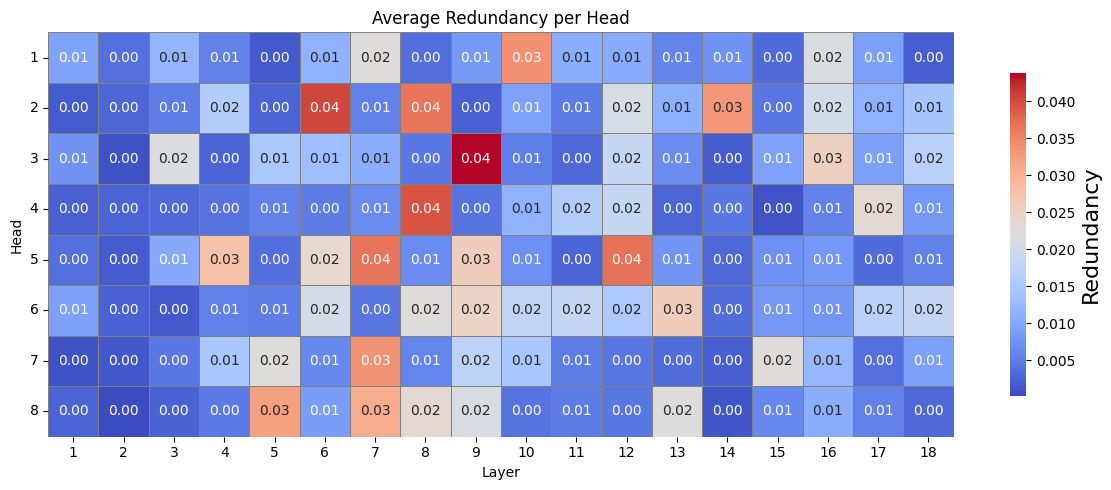 Average Redundancy per Head
1 0.01 0.00 0.01 0.01 0.00 0.01 0.02 0.00 0.01 0.03 0.01 0.01 0.01 0.01 0.00 0.02 0.01 0.00
2 0.00 0.00 0.01 0.02 0.00 0.04 0.01 0.04 0.00 0.01 0.01 0.02 0.01 0.03 0.00 0.02 0.01 0.01
3 0.01 0.00 0.02 0.00 0.01 0.01 0.01 0.00 0.04 0.01 0.00 0.02 0.01 0.00 0.01 0.03 0.01 0.02
4 0.00 0.00 0.00 0.00 0.01 0.00 0.01 0.04 0.00 0.01 0.02 0.02 0.00 0.00 0.00 0.01 0.02 0.01
5 0.00 0.00 0.01 0.03 0.00 0.02 0.04 0.01 0.03 0.01 0.00 0.04 0.01 0.00 0.01 0.01 0.00 0.01
6 0.01 0.00 0.00 0.01 0.01 0.02 0.00 0.02 0.02 0.02 0.02 0.02 0.03 0.00 0.01 0.01 0.02 0.02
7 0.00 0.00 0.00 0.01 0.02 0.01 0.03 0.01 0.02 0.01 0.01 0.00 0.00 0.00 0.02 0.01 0.00 0.01
8 0.00 0.00 0.00 0.00 0.03 0.01 0.03 0.02 0.02 0.00 0.01 0.00 0.02 0.00 0.01 0.01 0.01 0.00
Head
1 2 3 4 5 6 7 8 9 10 11 12 13 14 15 16 17 18
Layer
0.040
0.035
0.030
0.025
0.020
0.015
0.010
0.005
Redundancy